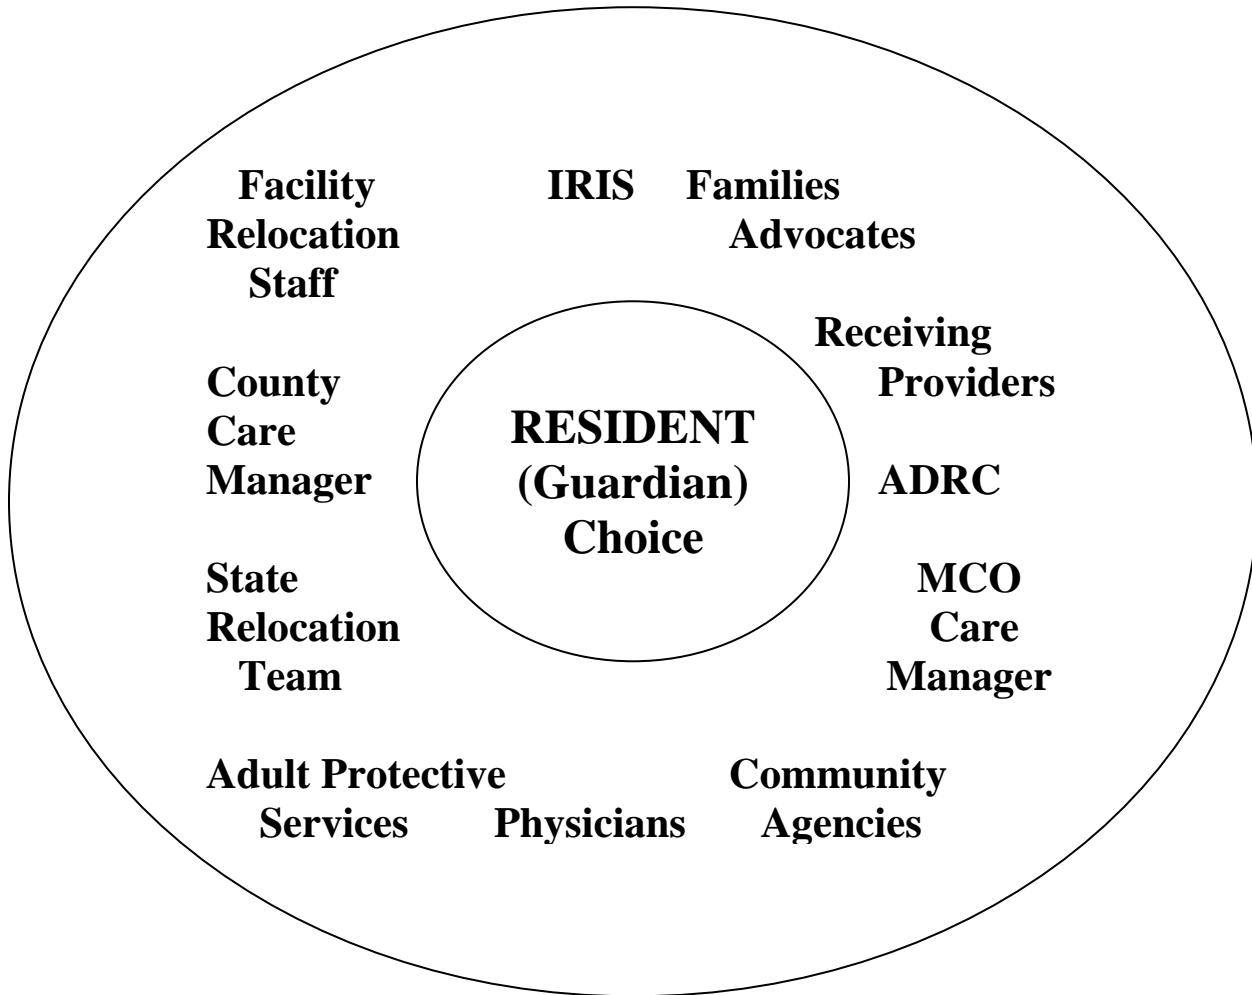 Facility
Relocation
Staff
IRIS
Families
Advocates
Receiving
Providers
County
Care
Manager
RESIDENT
(Guardian)
Choice
ADRC
State
Relocation
Team
MCO
Care
Manager
Adult Protective
Services
Physicians
Community
Agencies